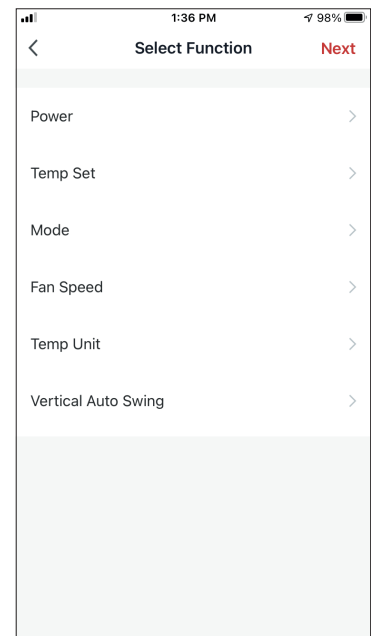 1:36 PM 98%
Select Function Next
Power
Temp Set
Mode
Fan Speed
Temp Unit
Vertical Auto Swing